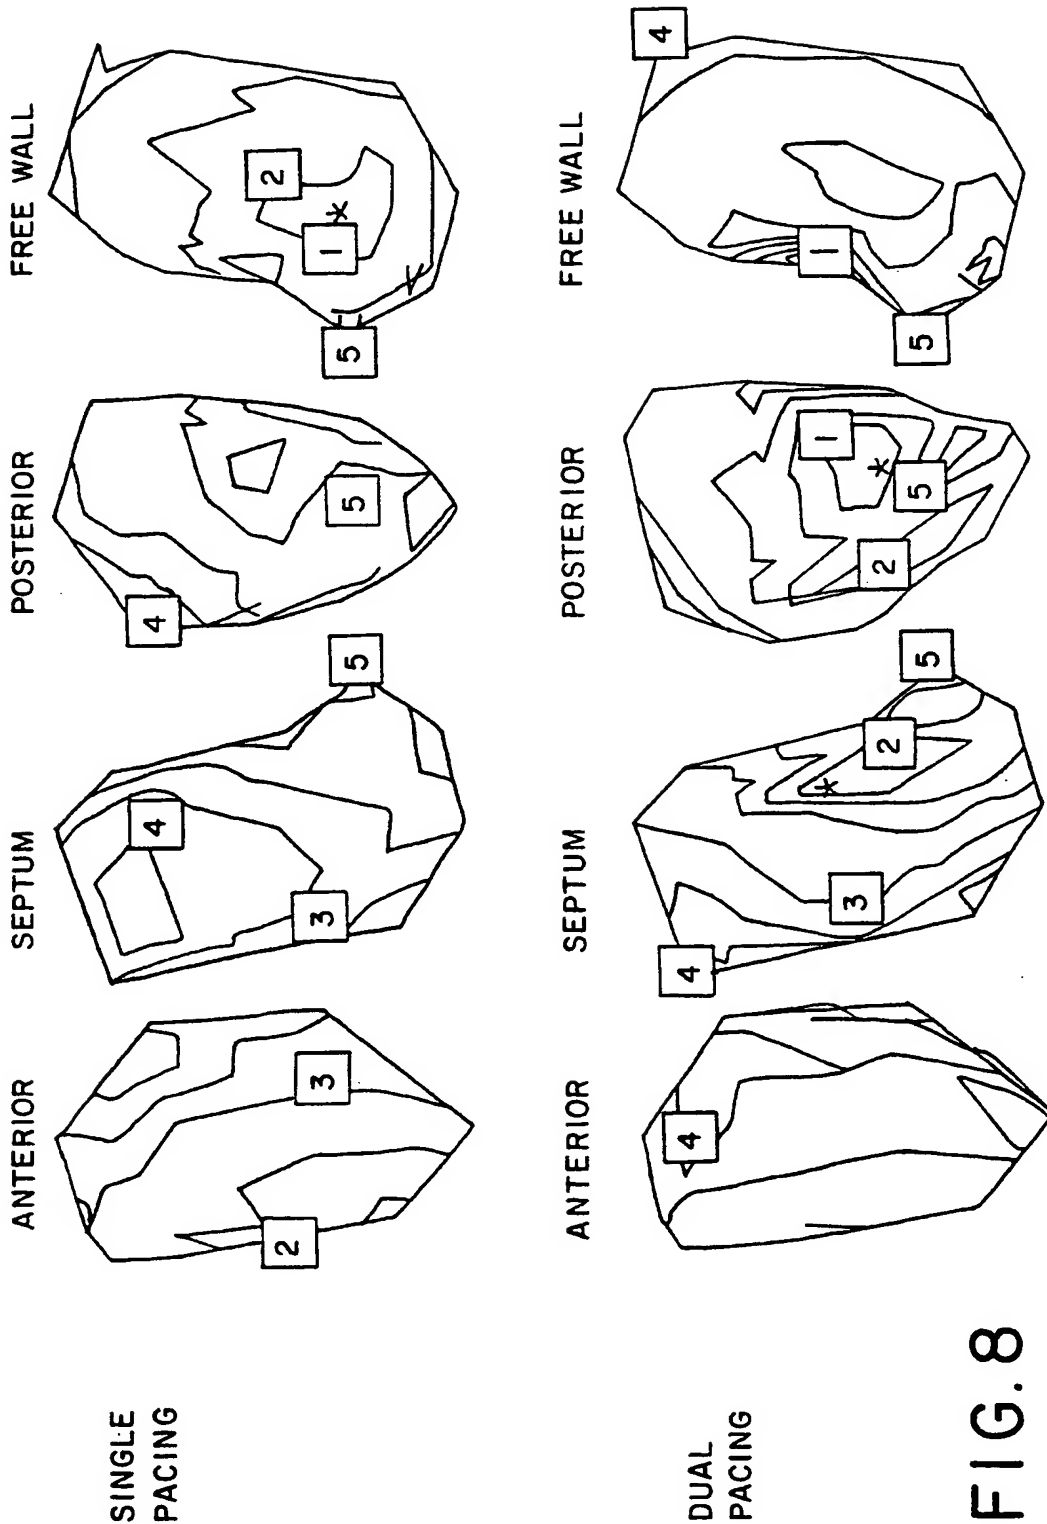 ANTERIOR SEPTUM POSTERIOR FREE WALL
SINGLE
PACING
2 3
3 4 5
4 5
5 1 2
ANTERIOR SEPTUM POSTERIOR FREE WALL
DUAL
PACING
4
4 3 2 5
2 5 1
5 1 4
FIG. 8